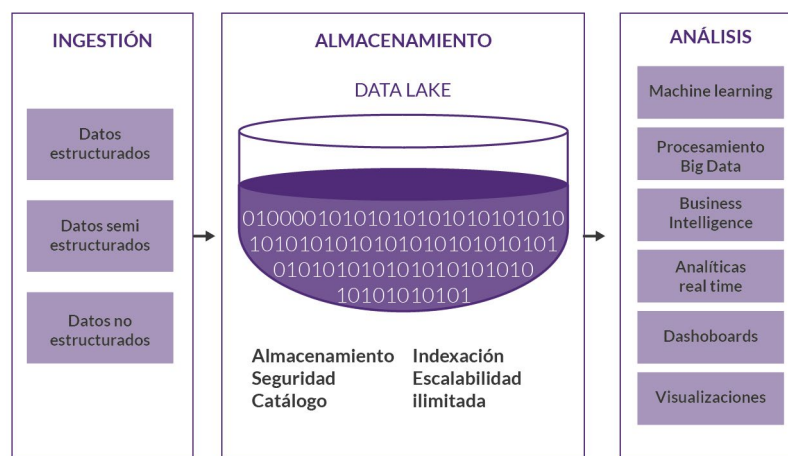 INGESTIÓN
Datos
estructurados
Datos semi
estructurados
Datos no
estructurados
ALMACENAMIENTO
DATA LAKE
0100001010101010101010101010
1010101010101010101010101
01010101010101010101010
10101010101
Almacenamiento
Seguridad
Catálogo
Indexación
Escalabilidad
ilimitada
ANÁLISIS
Machine learning
Procesamiento
Big Data
Business
Intelligence
Analíticas
real time
Dashoboards
Visualizaciones